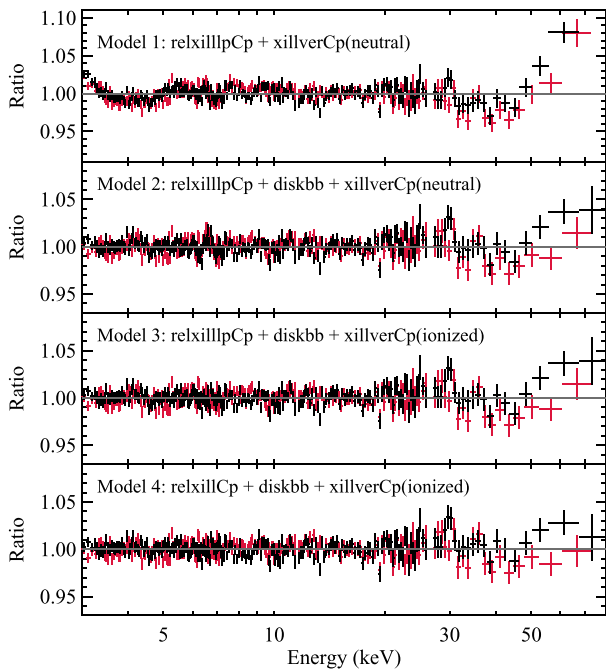 1.10
Model 1: relxilllpCp + xillverCp(neutral)
1.05
Ratio
1.00
0.95
Model 2: relxilllpCp + diskbb + xillverCp(neutral)
1.05
Ratio
1.00
0.95
Model 3: relxilllpCp + diskbb + xillverCp(ionized)
1.05
Ratio
1.00
0.95
Model 4: relxillCp + diskbb + xillverCp(ionized)
1.05
Ratio
1.00
0.95
5 10 30 50
Energy (keV)